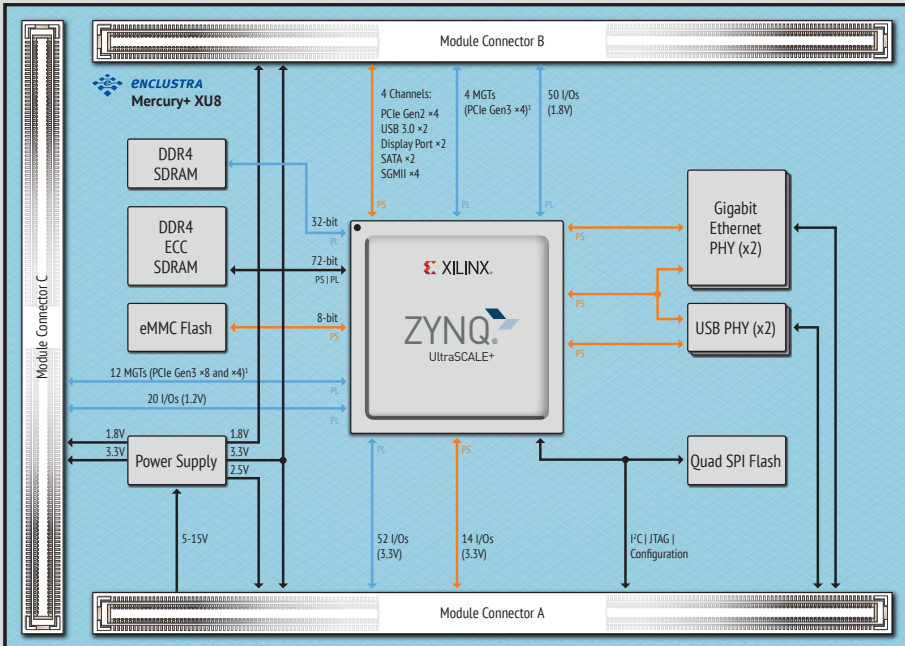 Module Connector B
ENCLUSTRA
Mercury+ XU8
4 Channels:
PCIe Gen2 ×4
USB 3.0 ×2
Display Port ×2
SATA ×2
SGMII ×4
PS
4 MGTs
(PCIe Gen3 ×4)¹
PL
50 I/Os
(1.8V)
PL
Module Connector C
DDR4
SDRAM
32-bit
PL
DDR4
ECC
SDRAM
72-bit
PS | PL
eMMC Flash
8-bit
PS
XILINX®
ZYNQ®
UltraSCALE+
PS
Gigabit
Ethernet
PHY (x2)
PS
USB PHY (x2)
PS
12 MGTs (PCIe Gen3 ×8 and ×4)¹
PL
20 I/Os (1.2V)
PL
1.8V
3.3V
Power Supply
1.8V
3.3V
2.5V
5-15V
PL
52 I/Os
(3.3V)
PS
14 I/Os
(3.3V)
Quad SPI Flash
I²C | JTAG |
Configuration
Module Connector A